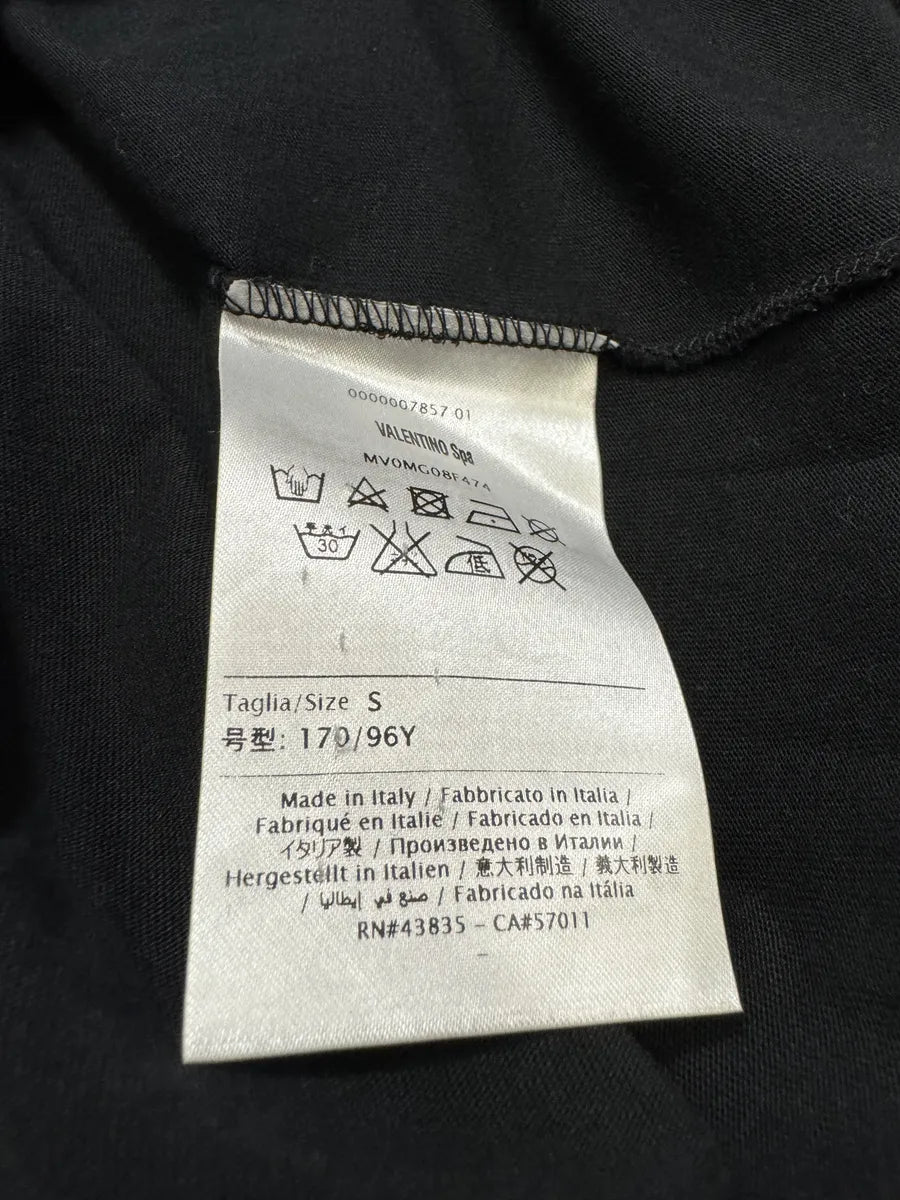 0000007857 01
VALENTINO Spa
MV0MG08F474
30
低
Taglia/Size S
号型: 170/96Y
Made in Italy / Fabbricato in Italia /
Fabriqué en Italie / Fabricado en Italia /
イタリア製 / Произведено в Италии /
Hergestellt in Italien / 意大利制造 / 義大利製造
/ صنع في إيطاليا / Fabricado na Itália
RN#43835 - CA#57011